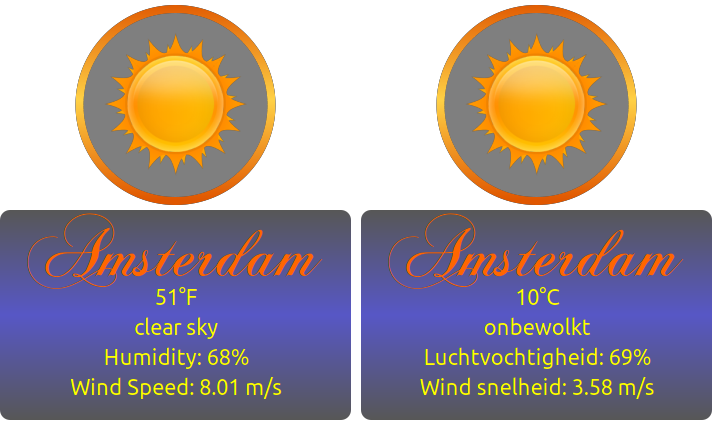 Amsterdam
51°F
clear sky
Humidity: 68%
Wind Speed: 8.01 m/s
Amsterdam
10°C
onbewolkt
Luchtvochtigheid: 69%
Wind snelheid: 3.58 m/s